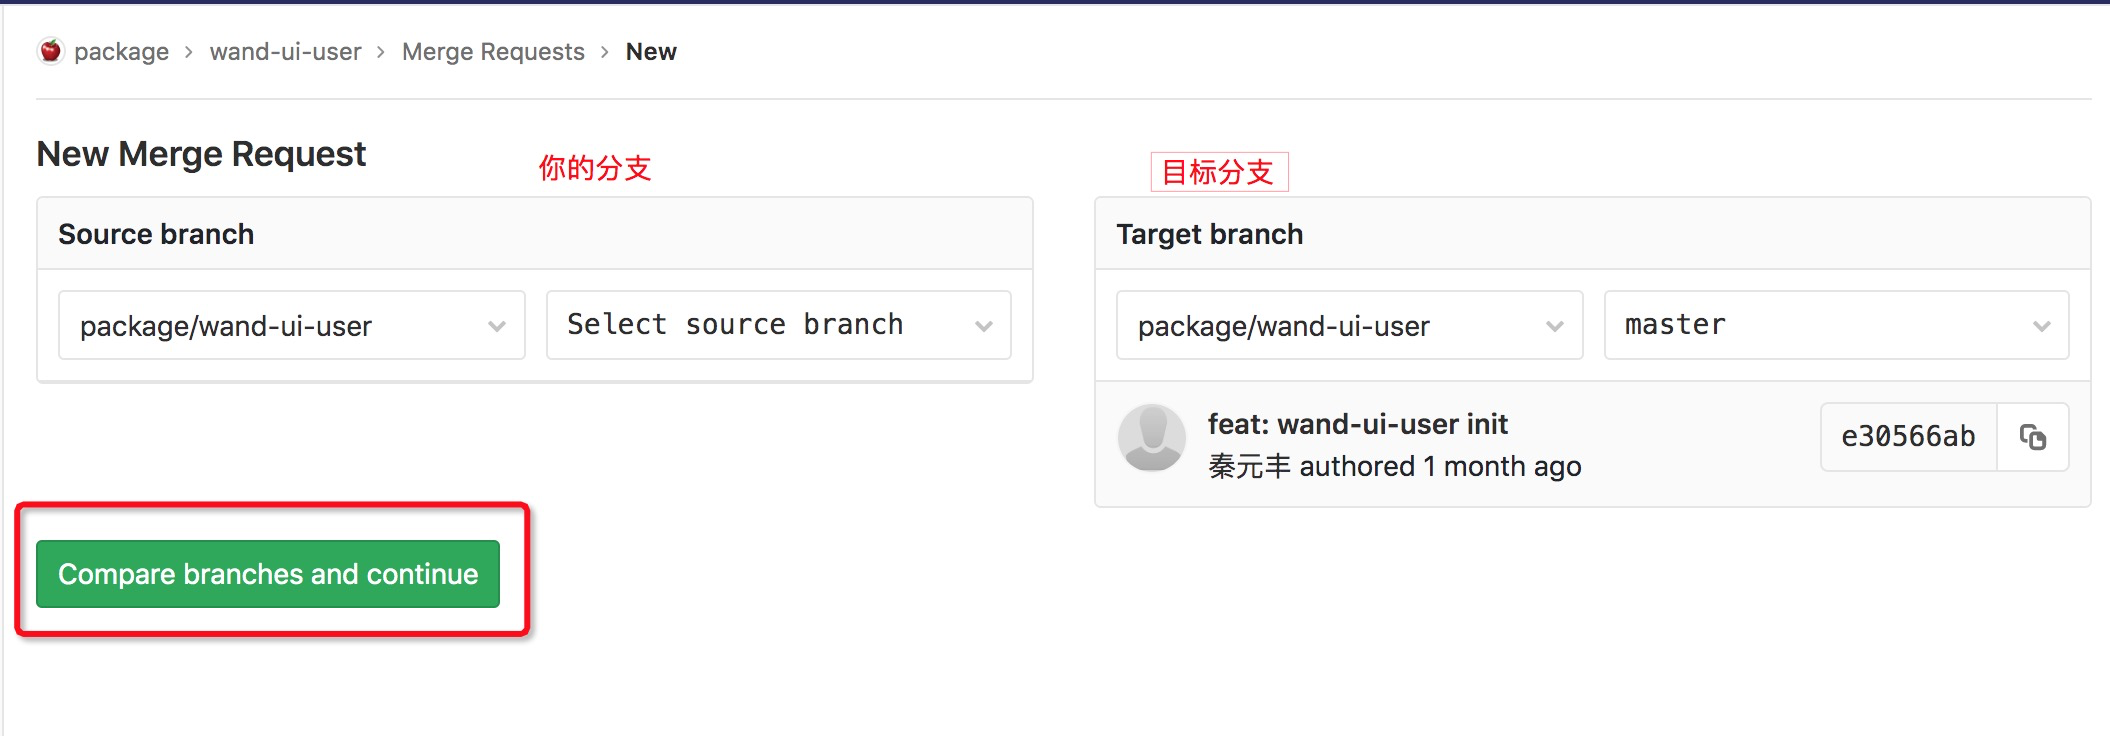 package > wand-ui-user > Merge Requests > New
New Merge Request
你的分支
目标分支
Source branch
package/wand-ui-user
Select source branch
Target branch
package/wand-ui-user
master
feat: wand-ui-user init
秦元丰 authored 1 month ago
e30566ab
Compare branches and continue